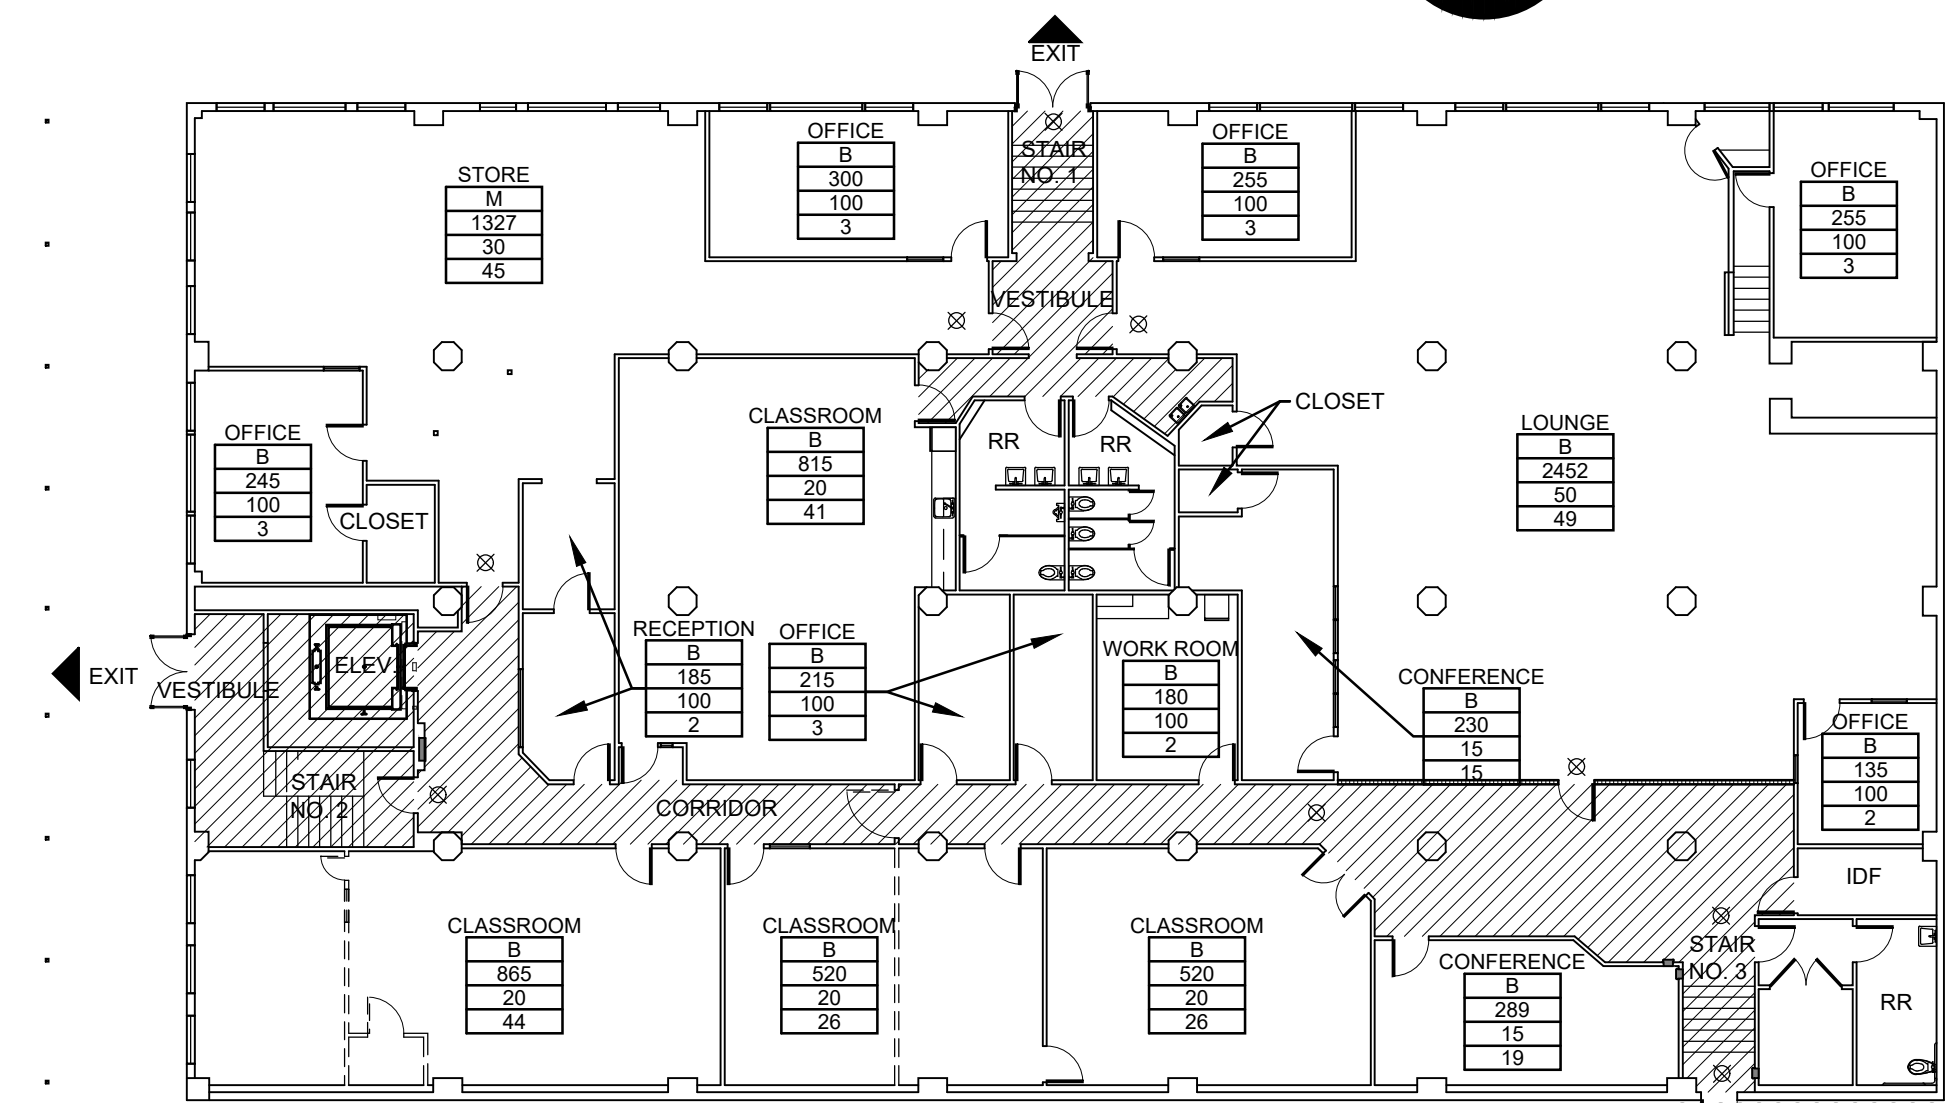 EXIT
OFFICE
B
300
100
3
STAIR
NO. 1
OFFICE
B
255
100
3
STORE
M
1327
30
45
OFFICE
B
255
100
3
VESTIBULE
CLOSET
CLASSROOM
B
815
20
41
RR
RR
LOUNGE
B
2452
50
49
OFFICE
B
245
100
3
CLOSET
RECEPTION
B
185
100
2
OFFICE
B
215
100
3
WORK ROOM
B
180
100
2
CONFERENCE
B
230
15
15
EXIT
VESTIBULE
ELEV.
OFFICE
B
135
100
2
STAIR
NO. 2
CORRIDOR
IDF
CLASSROOM
B
865
20
44
CLASSROOM
B
520
20
26
CLASSROOM
B
520
20
26
CONFERENCE
B
289
15
19
STAIR
NO. 3
RR